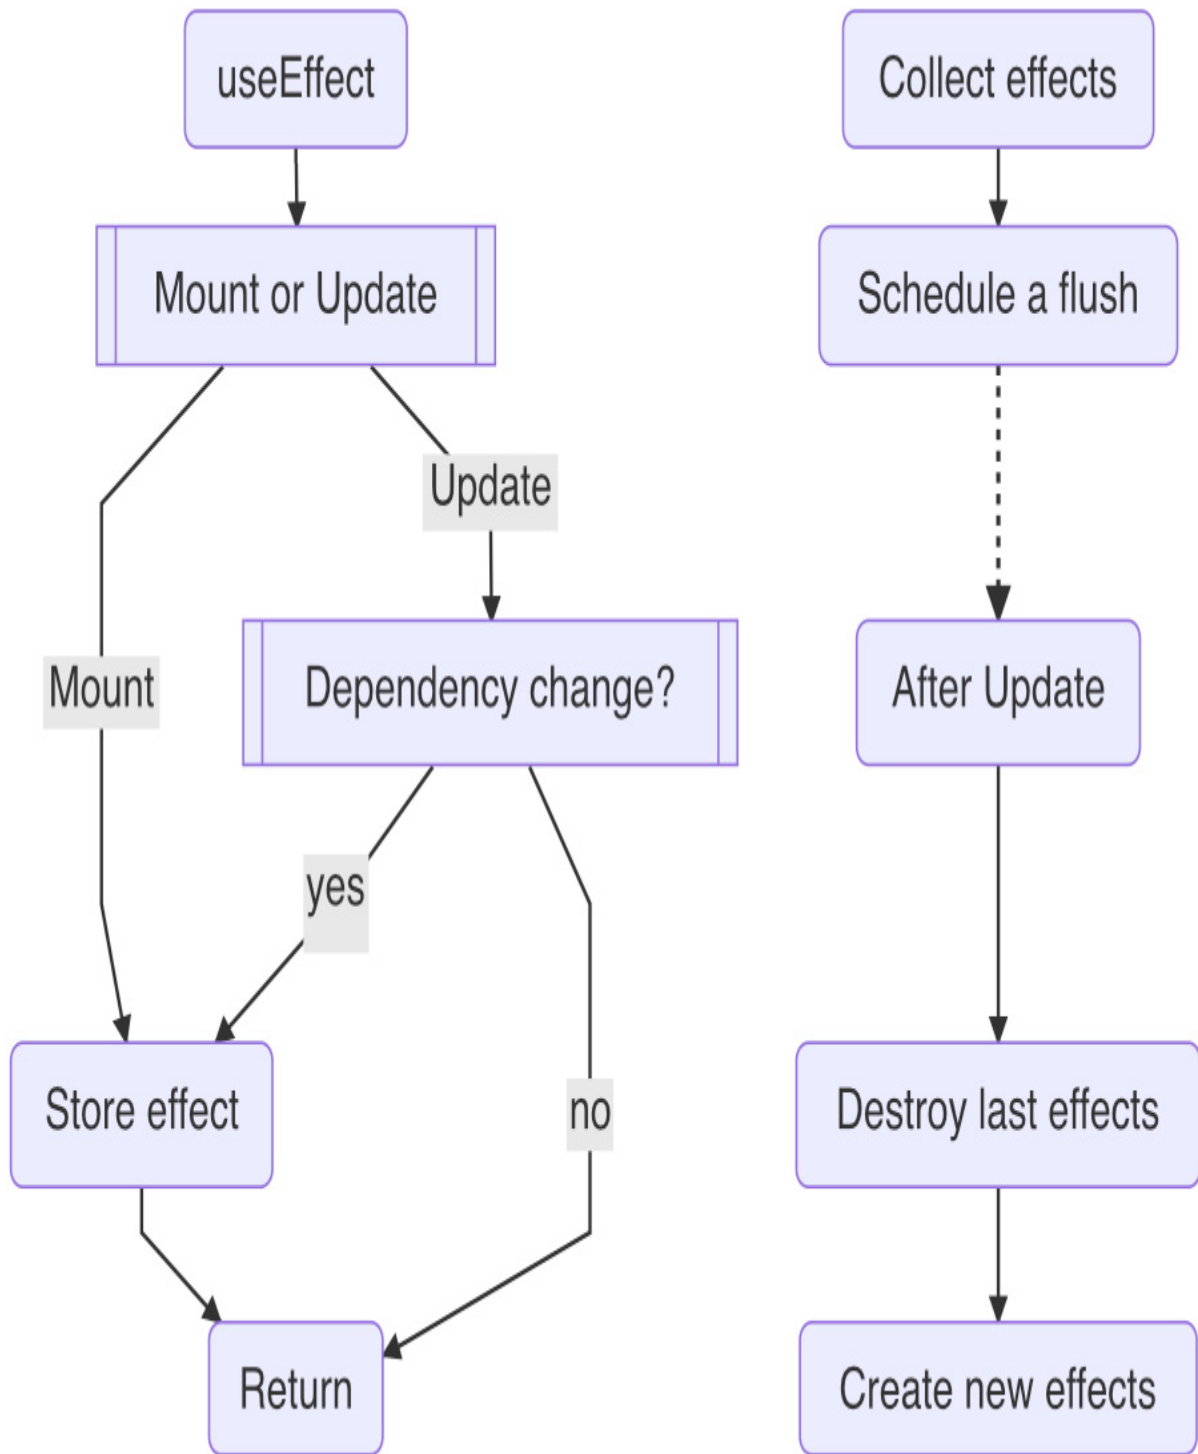 useEffect
Mount or Update
Update
Mount
Dependency change?
yes
no
Store effect
Return
Collect effects
Schedule a flush
After Update
Destroy last effects
Create new effects